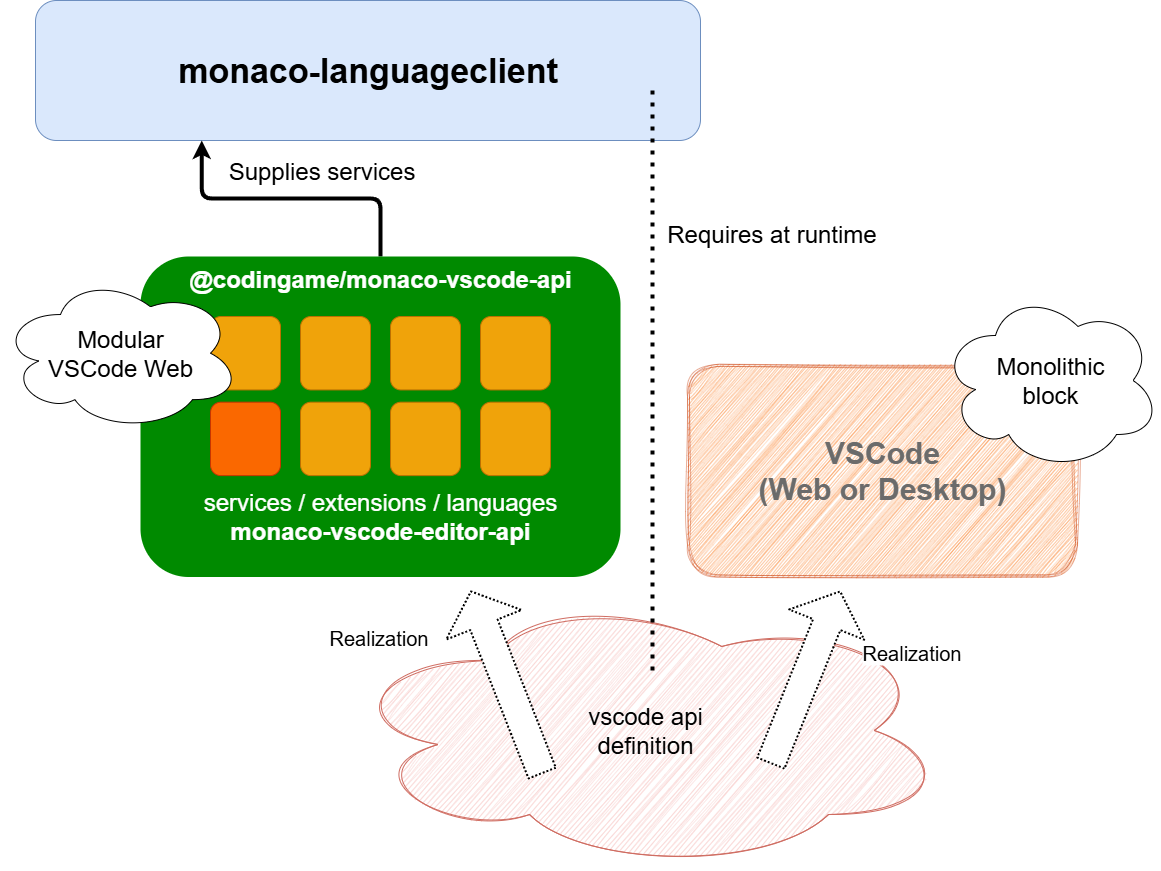 monaco-languageclient
Supplies services
Requires at runtime
@codingame/monaco-vscode-api
Modular
VSCode Web
services / extensions / languages
monaco-vscode-editor-api
Monolithic
block
VSCode
(Web or Desktop)
Realization
Realization
vscode api
definition